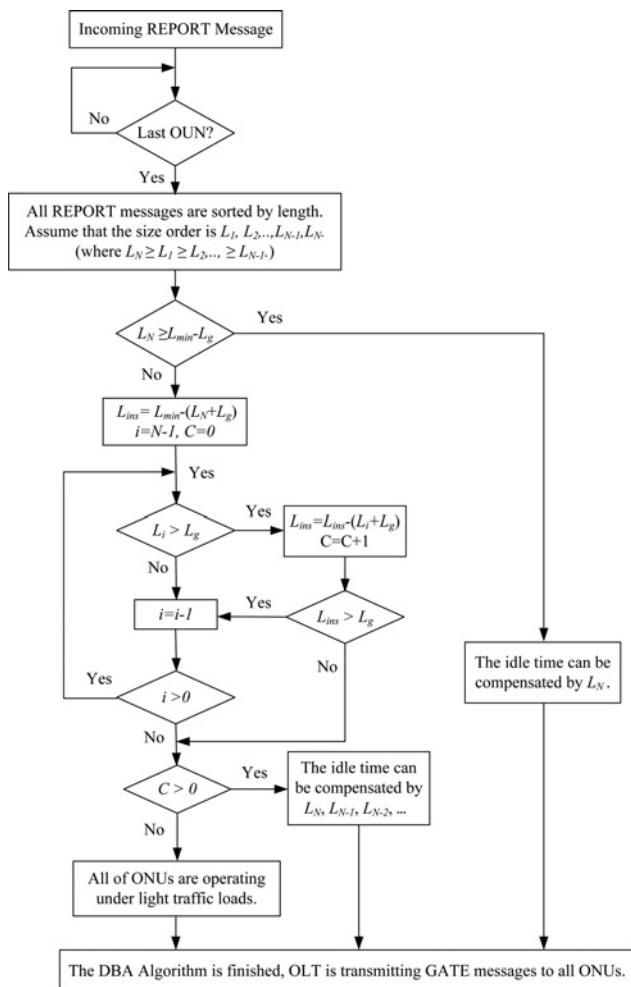 Incoming REPORT Message
No
Last OUN?
Yes
All REPORT messages are sorted by length.
Assume that the size order is L1, L2,..,LN-1,LN.
(where LN ≥ L1 ≥ L2,.., ≥ LN-1.)
LN ≥Lmin-Lg
Yes
No
Lins= Lmin-(LN+Lg)
i=N-1, C=0
Yes
Li > Lg
Yes
Lins=Lins-(Li+Lg)
C=C+1
No
i=i-1
Yes
Lins > Lg
No
The idle time can be
compensated by LN.
Yes
i >0
No
C > 0
Yes
The idle time can
be compensated by
LN, LN-1, LN-2, ...
No
All of ONUs are operating
under light traffic loads.
The DBA Algorithm is finished, OLT is transmitting GATE messages to all ONUs.